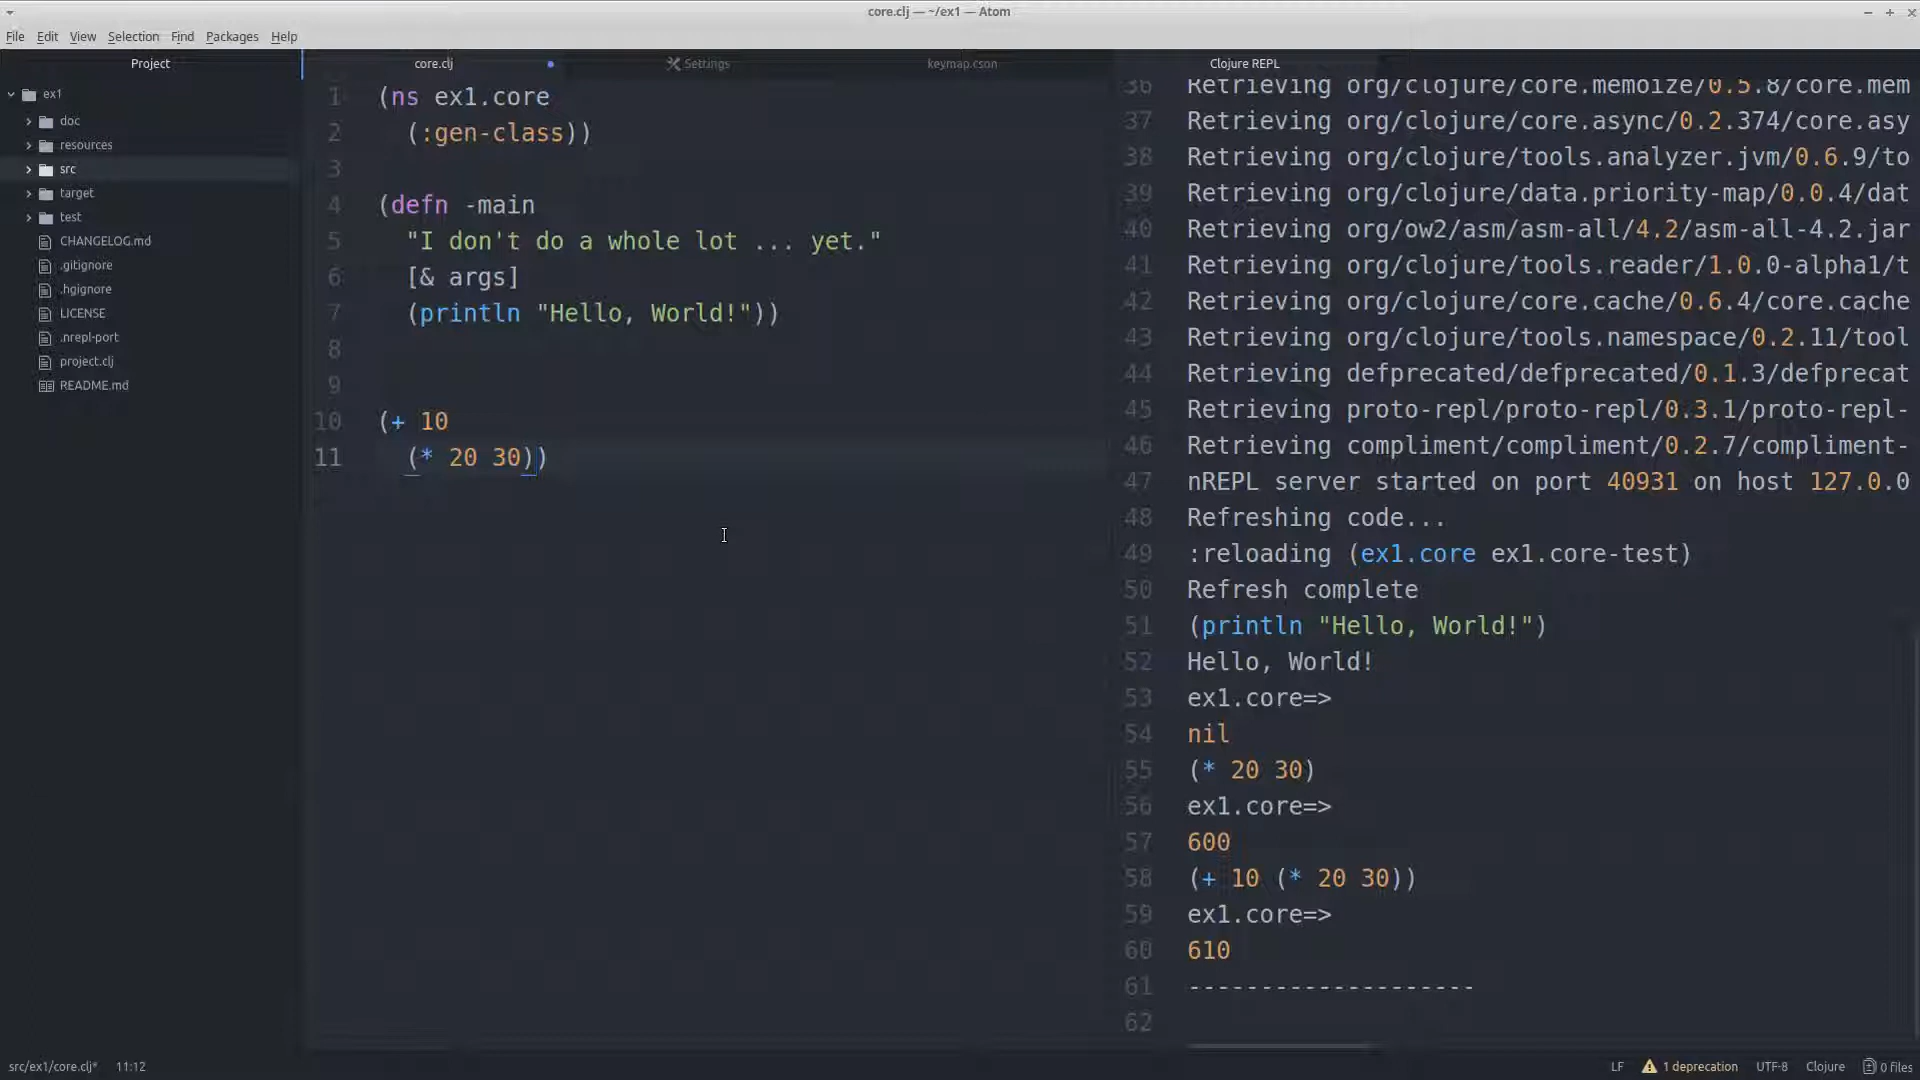 core.clj — ~/ex1 — Atom
File Edit View Selection Find Packages Help
Project
ex1
doc
resources
src
target
test
CHANGELOG.md
.gitignore
.hgignore
LICENSE
.nrepl-port
project.clj
README.md
core.clj Settings keymap.cson
1 (ns ex1.core
2 (:gen-class))
3
4 (defn -main
5 "I don't do a whole lot ... yet."
6 [& args]
7 (println "Hello, World!"))
8
9
10 (+ 10
11 (* 20 30))
Clojure REPL
36 Retrieving org/clojure/core.memoize/0.5.8/core.mem
37 Retrieving org/clojure/core.async/0.2.374/core.asy
38 Retrieving org/clojure/tools.analyzer.jvm/0.6.9/to
39 Retrieving org/clojure/data.priority-map/0.0.4/dat
40 Retrieving org/ow2/asm/asm-all/4.2/asm-all-4.2.jar
41 Retrieving org/clojure/tools.reader/1.0.0-alpha1/t
42 Retrieving org/clojure/core.cache/0.6.4/core.cache
43 Retrieving org/clojure/tools.namespace/0.2.11/tool
44 Retrieving defprecated/defprecated/0.1.3/defprecat
45 Retrieving proto-repl/proto-repl/0.3.1/proto-repl-
46 Retrieving compliment/compliment/0.2.7/compliment-
47 nREPL server started on port 40931 on host 127.0.0
48 Refreshing code...
49 :reloading (ex1.core ex1.core-test)
50 Refresh complete
51 (println "Hello, World!")
52 Hello, World!
53 ex1.core=>
54 nil
55 (* 20 30)
56 ex1.core=>
57 600
58 (+ 10 (* 20 30))
59 ex1.core=>
60 610
61 --------------------
62
src/ex1/core.clj* 11:12 LF 1 deprecation UTF-8 Clojure 0 files